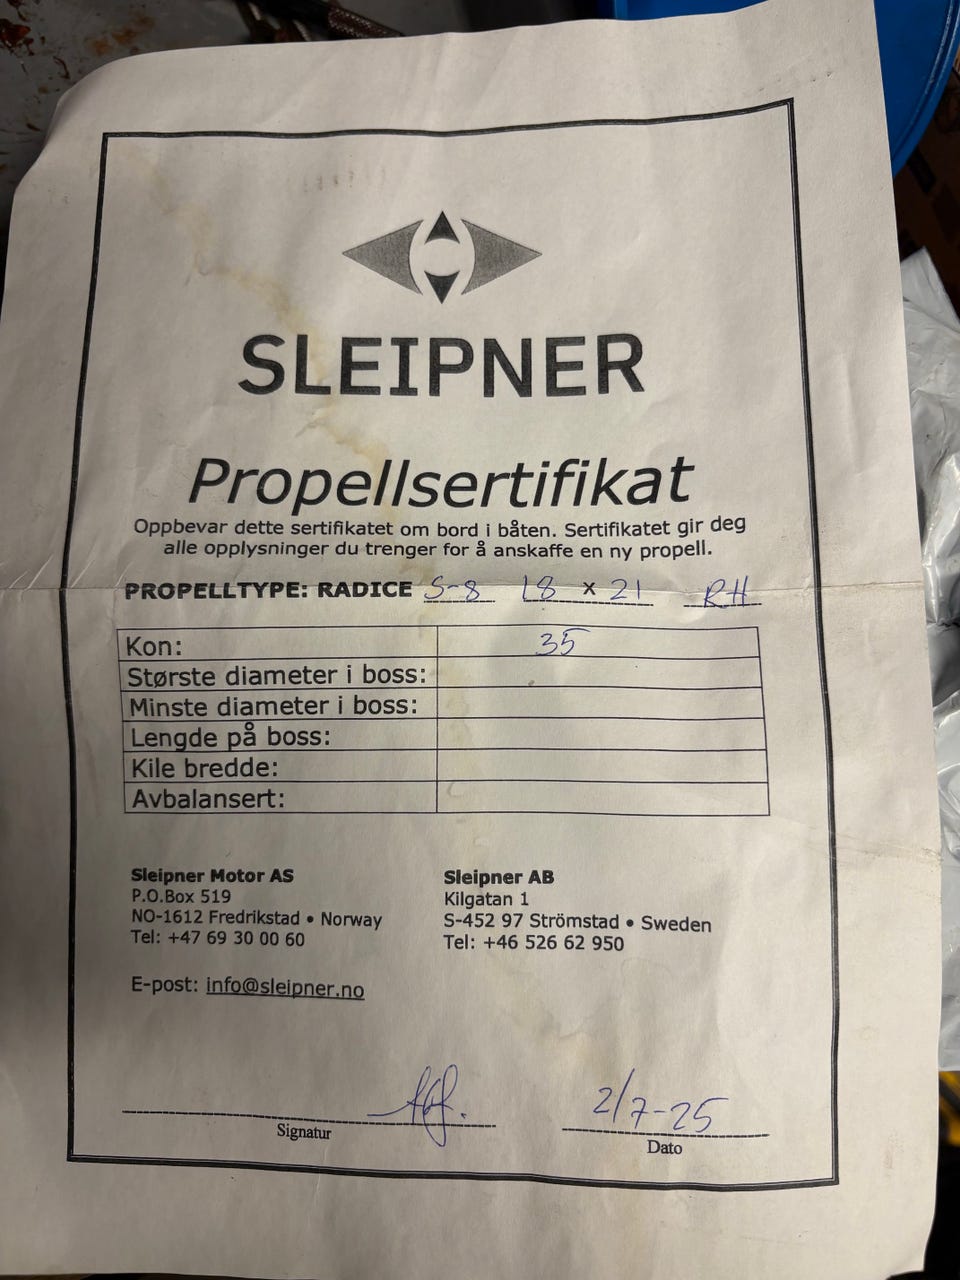 SLEIPNER
Propellsertifikat
Oppbevar dette sertifikatet om bord i båten. Sertifikatet gir deg
alle opplysninger du trenger for å anskaffe en ny propell.
PROPELLTYPE: RADICE S-8 18 x 21 RH
Kon: 35
Største diameter i boss:
Minste diameter i boss:
Lengde på boss:
Kile bredde:
Avbalansert:
Sleipner Motor AS
P.O.Box 519
NO-1612 Fredrikstad • Norway
Tel: +47 69 30 00 60
E-post: info@sleipner.no
Sleipner AB
Kilgatan 1
S-452 97 Strömstad • Sweden
Tel: +46 526 62 950
2/7-25
Signatur
Dato